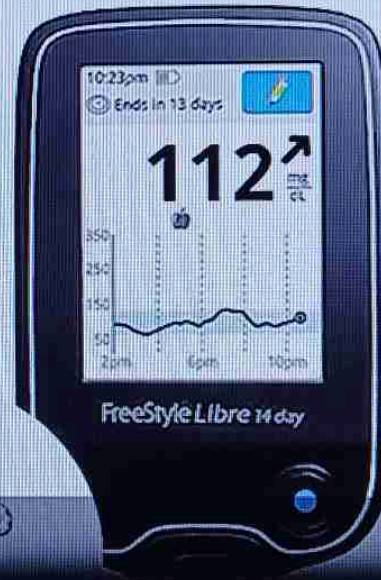 10:23pm
Ends in 13 days
112
mg
dL
350
250
150
50
2pm 6pm 10pm
FreeStyle Libre 14 day